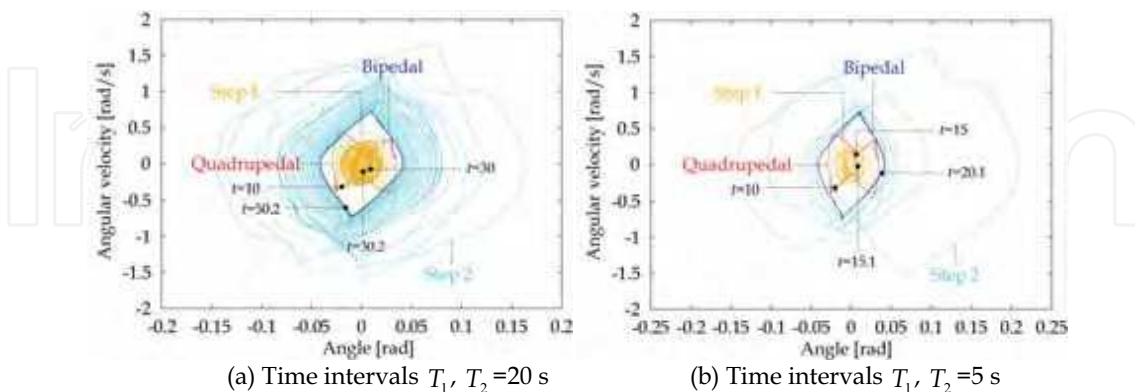 2
1.5
1
0.5
0
-0.5
-1
-1.5
-2
Angular velocity [rad/s]
-0.2 -0.15 -0.1 -0.05 0 0.05 0.1 0.15 0.2
Angle [rad]
Bipedal
Step 1
Quadrupedal
t=30
t=10
t=50.2
t=30.2
Step 2
(a) Time intervals T₁, T₂ =20 s
2
1.5
1
0.5
0
-0.5
-1
-1.5
-2
Angular velocity [rad/s]
-0.25 -0.2 -0.15 -0.1 -0.05 0 0.05 0.1 0.15 0.2 0.25
Angle [rad]
Bipedal
Step 1
t=15
Quadrupedal
t=20.1
t=10
t=15.1
Step 2
(b) Time intervals T₁, T₂ =5 s